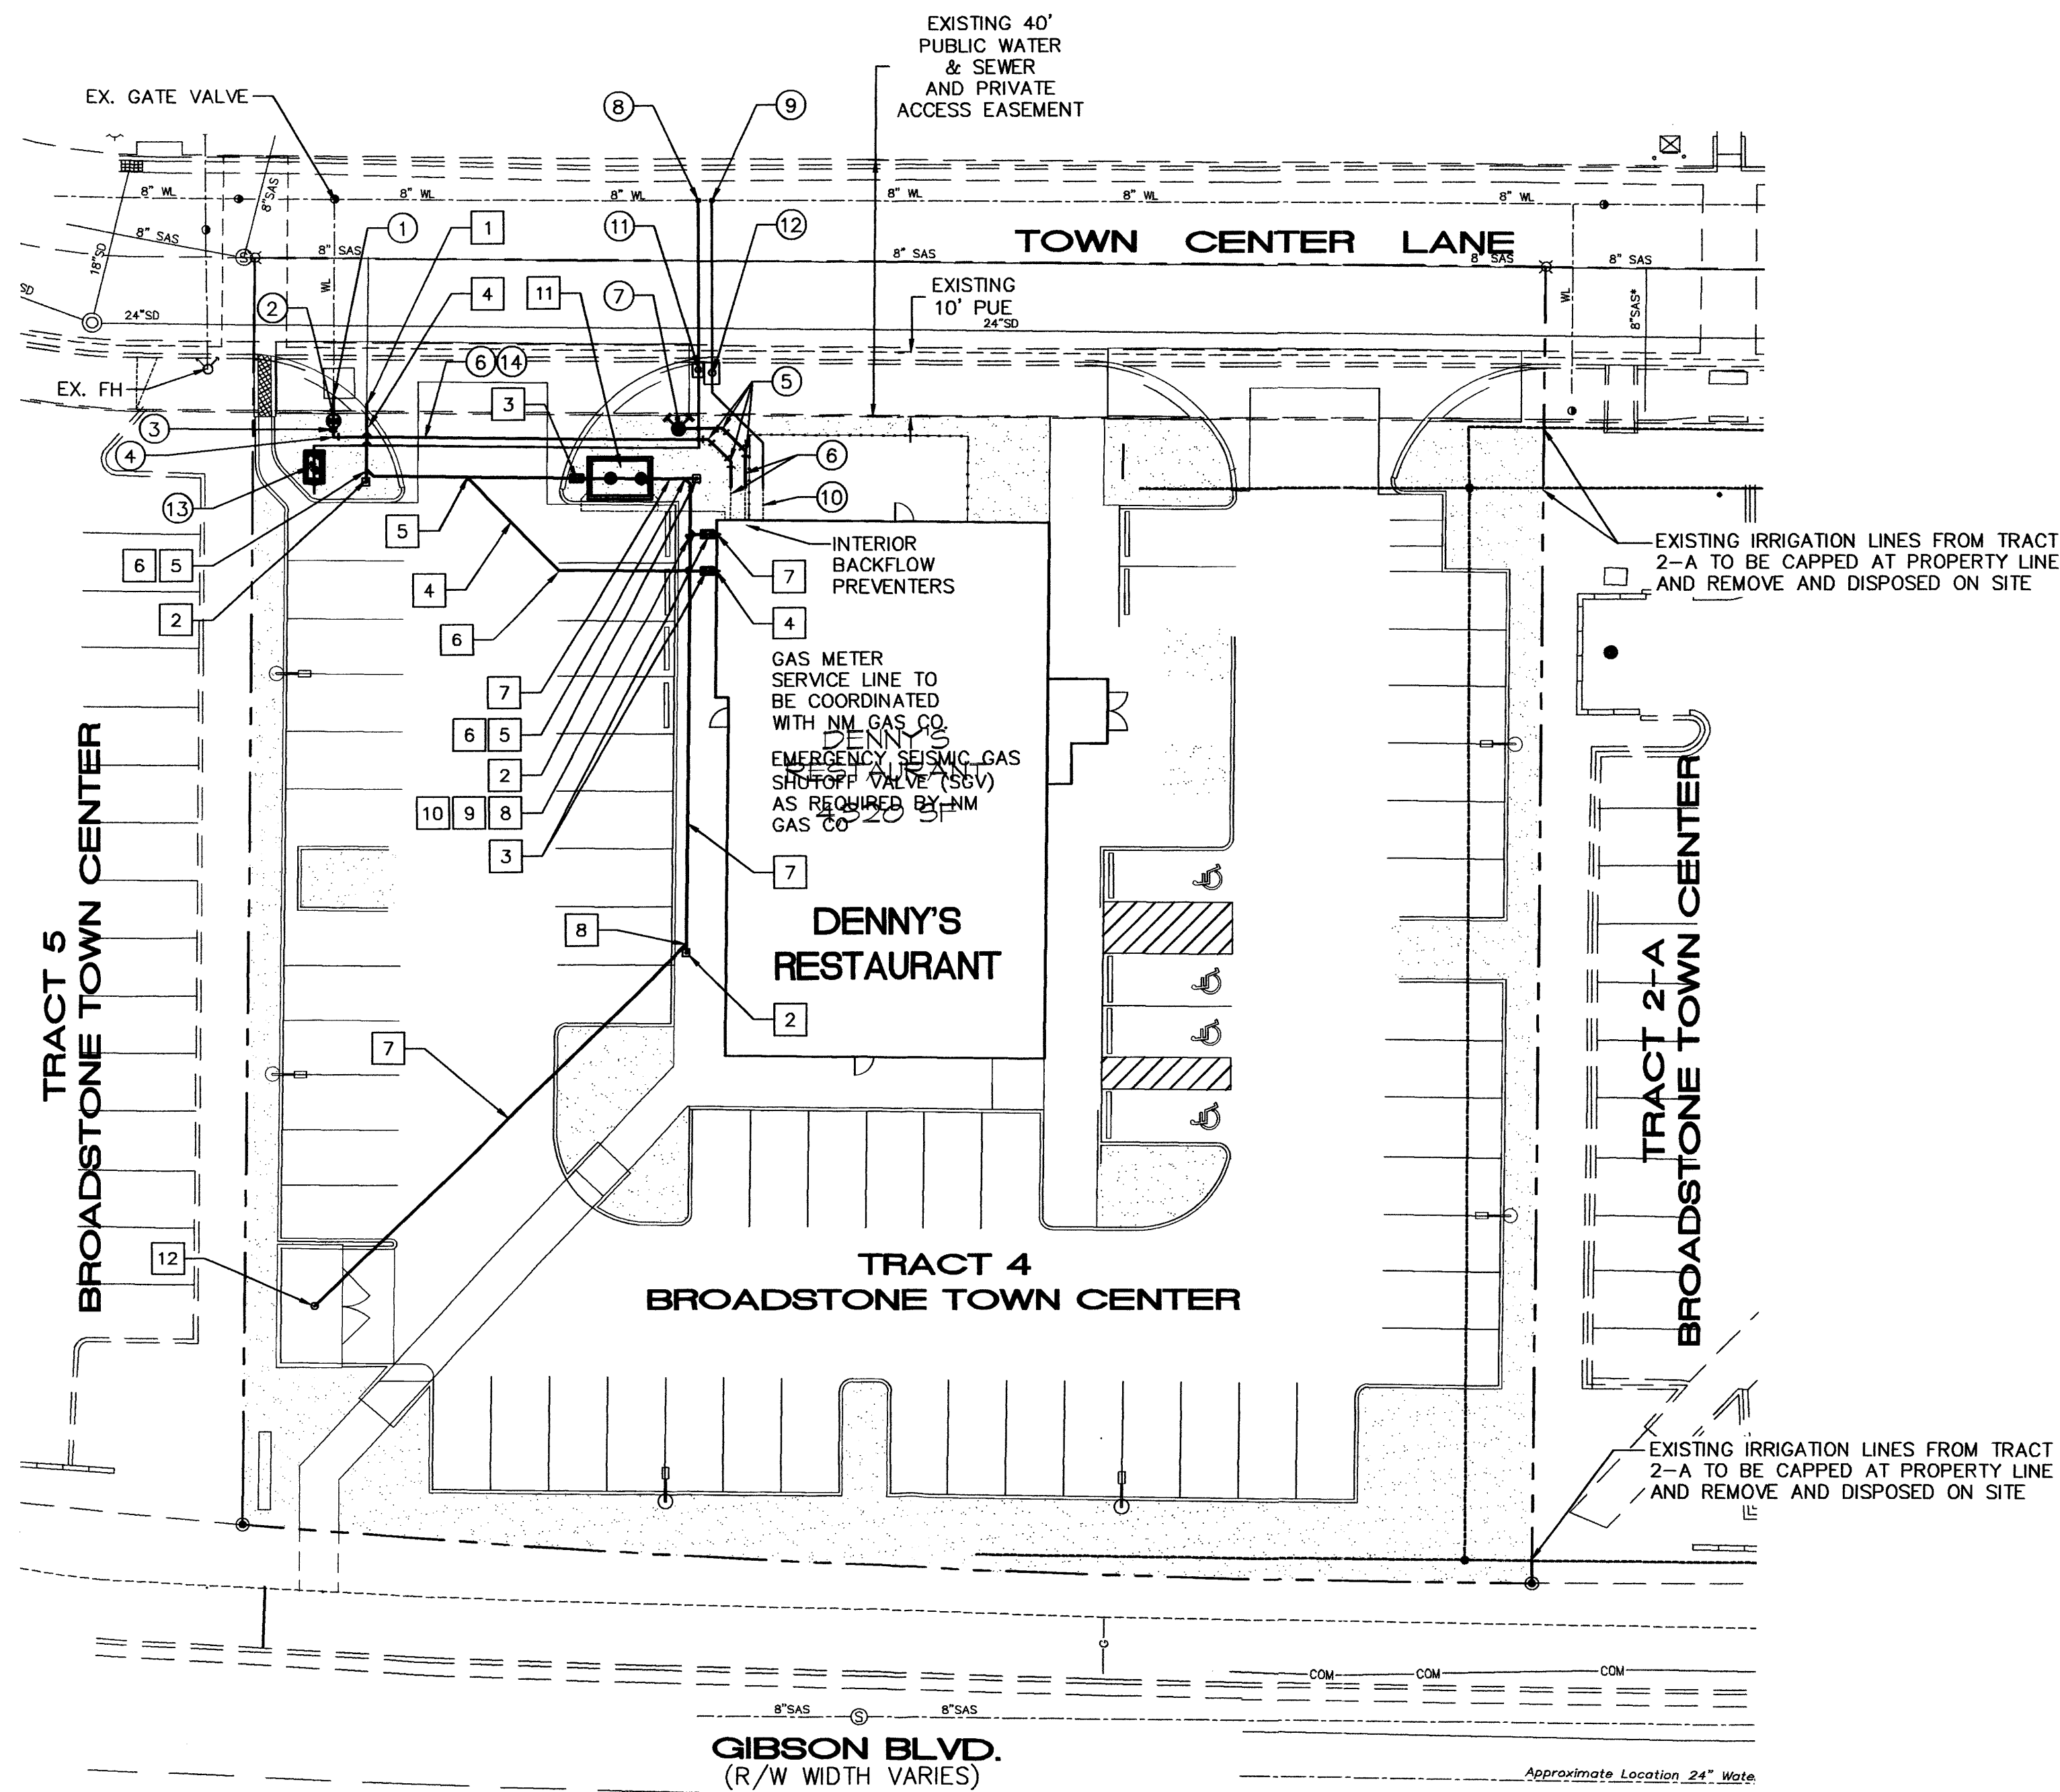 EXISTING 40'
PUBLIC WATER
& SEWER
AND PRIVATE
ACCESS EASEMENT
EX. GATE VALVE
8
9
8" WL
8" WL
8" WL
8" WL
8" WL
8" WL
8"SAS
8" SAS
18"SD
1
1
11
12
TOWN CENTER LANE
8" SAS
8" SAS
8" SAS
8" SAS
WL
WL
8"SAS*
SD
24"SD
2
4
11
7
EXISTING
10' PUE
24"SD
6
14
5
EX. FH
3
3
4
6
10
13
5
6
5
4
2
6
INTERIOR
BACKFLOW
PREVENTERS
7
4
EXISTING IRRIGATION LINES FROM TRACT
2-A TO BE CAPPED AT PROPERTY LINE
AND REMOVE AND DISPOSED ON SITE
GAS METER
SERVICE LINE TO
BE COORDINATED
WITH NM GAS CO.
EMERGENCY SEISMIC GAS
SHUTOFF VALVE (SGV)
AS REQUIRED BY NM
GAS CO
DENNY'S
RESTAURANT
4820 SF
7
6
5
2
10
9
8
3
7
8
2
7
12
DENNY'S
RESTAURANT
TRACT 5
BROADSTONE TOWN CENTER
TRACT 2-A
BROADSTONE TOWN CENTER
TRACT 4
BROADSTONE TOWN CENTER
EXISTING IRRIGATION LINES FROM TRACT
2-A TO BE CAPPED AT PROPERTY LINE
AND REMOVE AND DISPOSED ON SITE
G
COM
COM
COM
8"SAS
S
8"SAS
GIBSON BLVD.
(R/W WIDTH VARIES)
Approximate Location 24" Wate